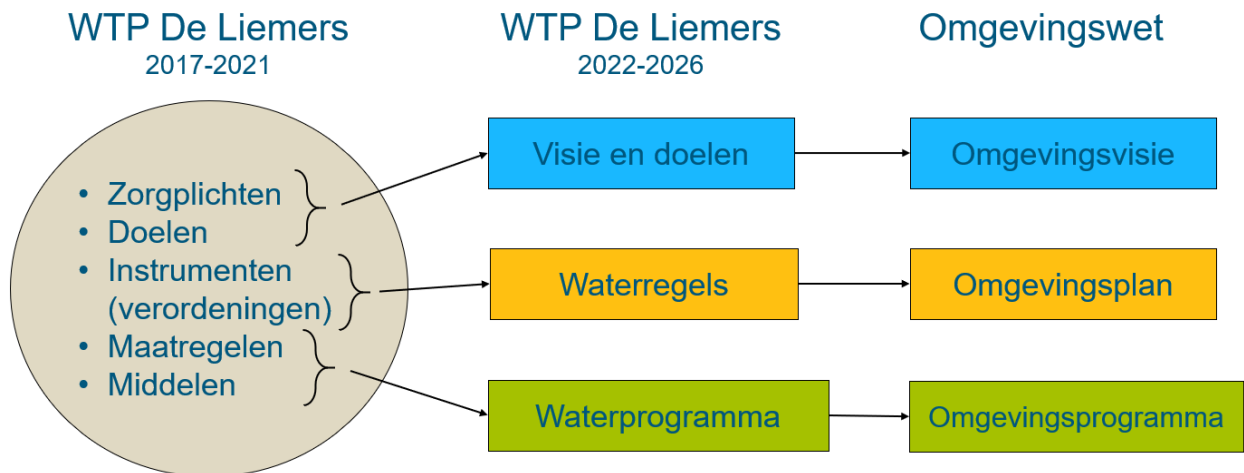 WTP De Liemers
2017-2021
WTP De Liemers
2022-2026
Omgevingswet
• Zorgplichten
• Doelen
• Instrumenten
(verordeningen)
• Maatregelen
• Middelen
Visie en doelen
Omgevingsvisie
Waterregels
Omgevingsplan
Waterprogramma
Omgevingsprogramma